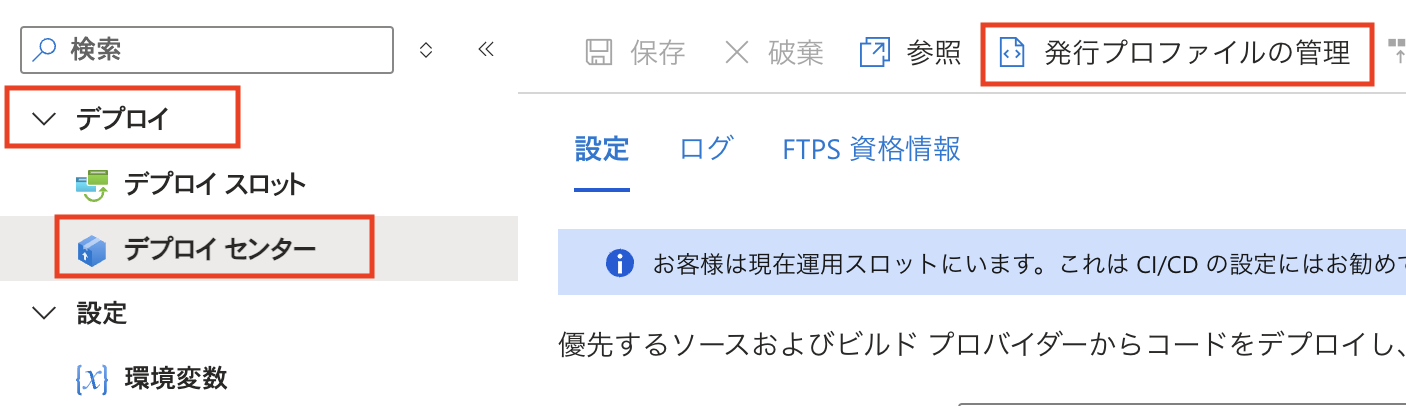 検索
デプロイ
デプロイ スロット
デプロイ センター
設定
{x} 環境変数
保存 破棄 参照 発行プロファイルの管理
設定 ログ FTPS 資格情報
お客様は現在運用スロットにいます。これは CI/CD の設定にはお勧め
優先するソースおよびビルド プロバイダーからコードをデプロイし、